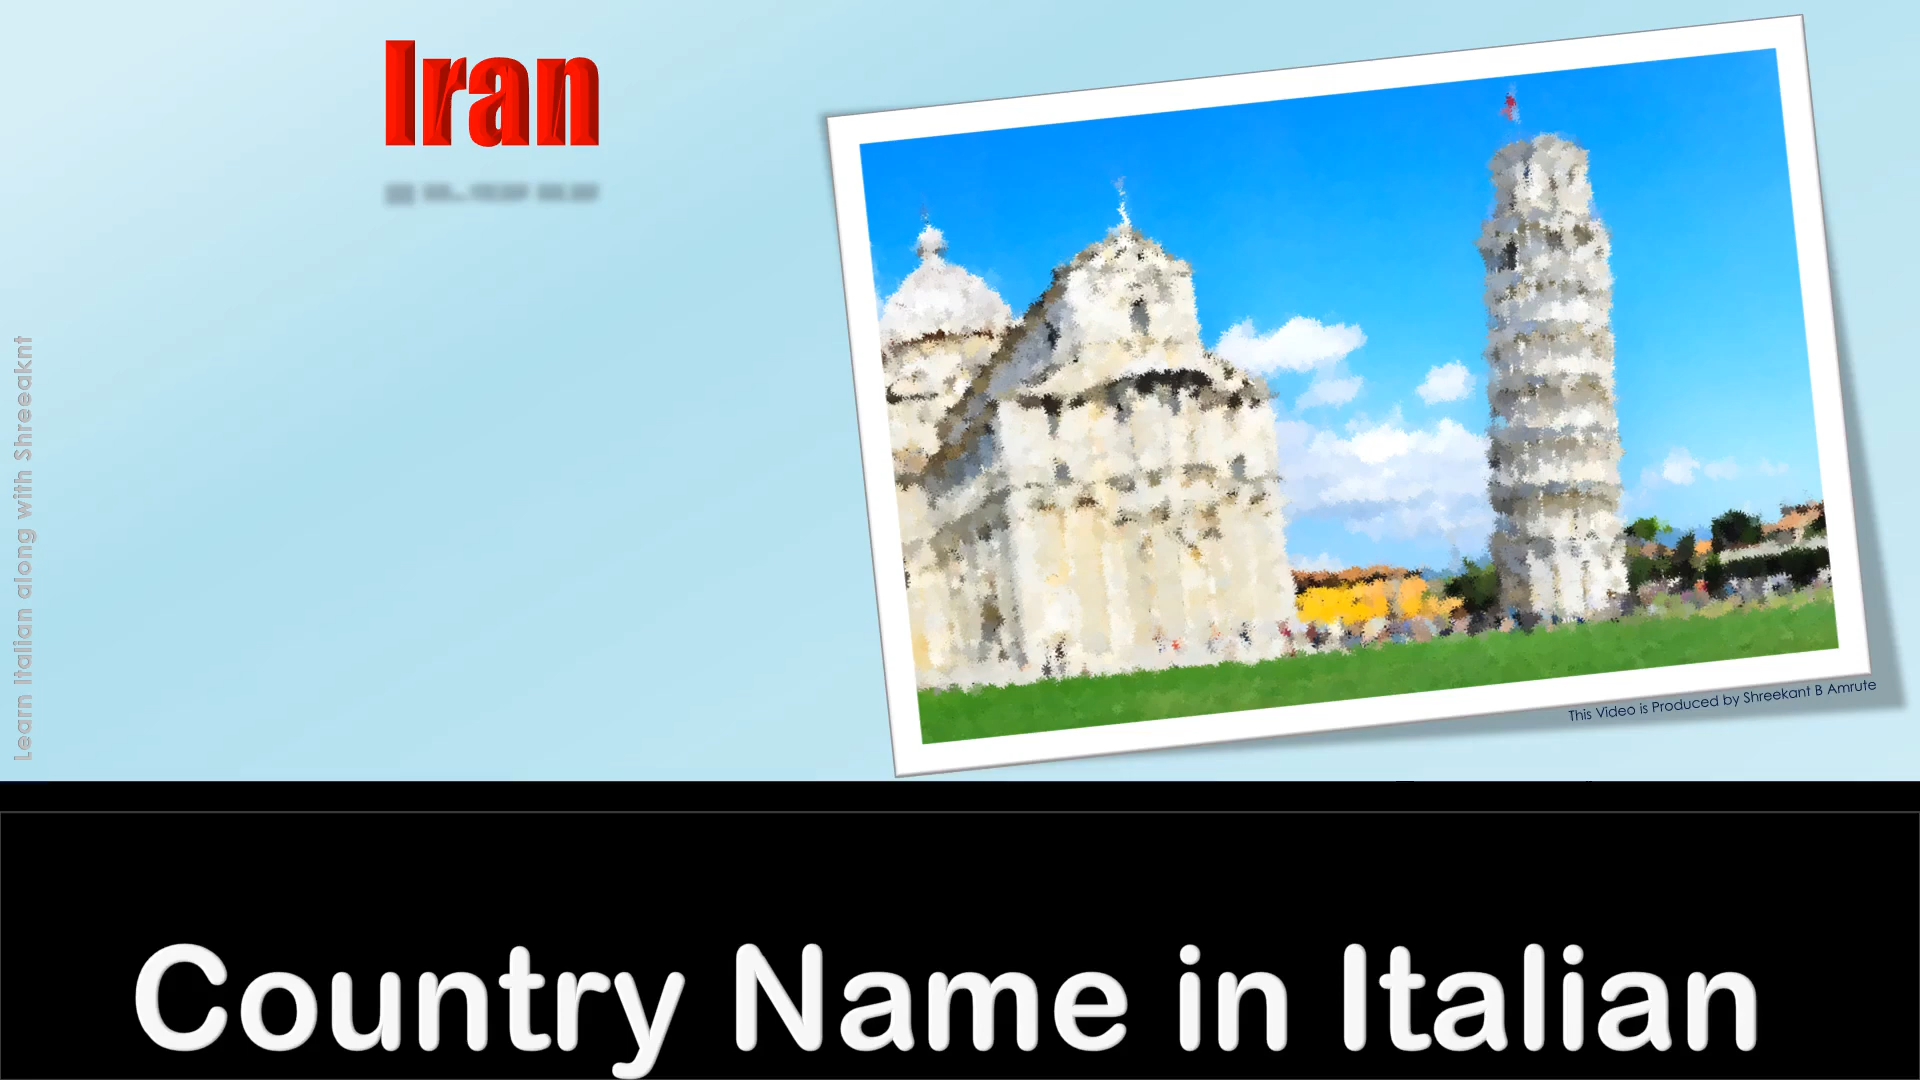 Iran
Learn Italian along with Shreeaknt
This Video is Produced by Shreekant B Amrute
Country Name in Italian